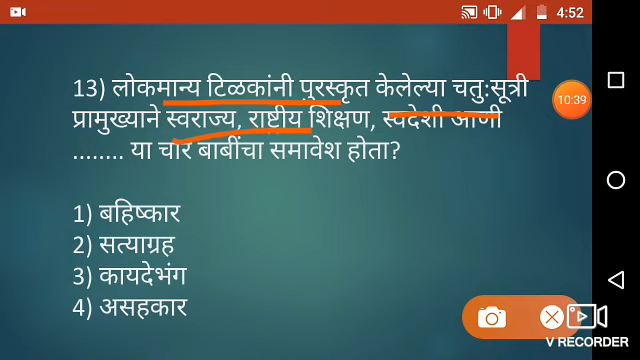 4:52
13) लोकमान्य टिळकांनी पुरस्कृत केलेल्या चतुःसूत्री
10:39
प्रामुख्याने स्वराज्य, राष्ट्रीय शिक्षण, स्वदेशी आणी
........ या चार बाबींचा समावेश होता?
1) बहिष्कार
2) सत्याग्रह
3) कायदेभंग
4) असहकार
V RECORDER